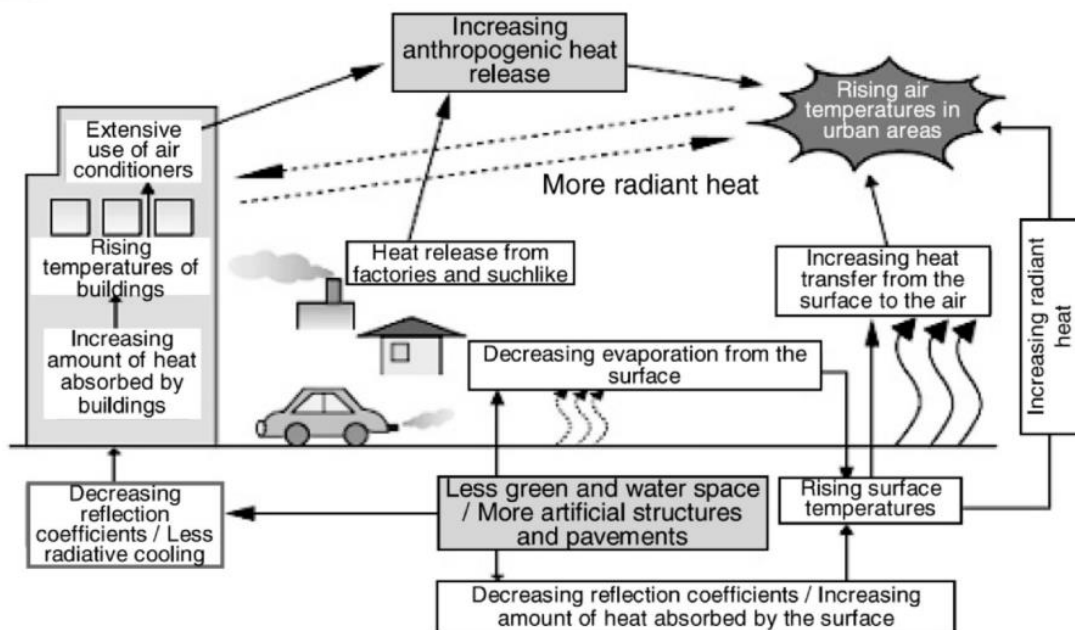 Increasing
anthropogenic heat
release
Rising air
temperatures in
urban areas
Extensive
use of air
conditioners
More radiant heat
Rising
temperatures of
buildings
Heat release from
factories and suchlike
Increasing heat
transfer from the
surface to the air
Increasing radiant
heat
Increasing
amount of heat
absorbed by
buildings
Decreasing evaporation from the
surface
Decreasing
reflection
coefficients / Less
radiative cooling
Less green and water space
/ More artificial structures
and pavements
Rising surface
temperatures
Decreasing reflection coefficients / Increasing
amount of heat absorbed by the surface